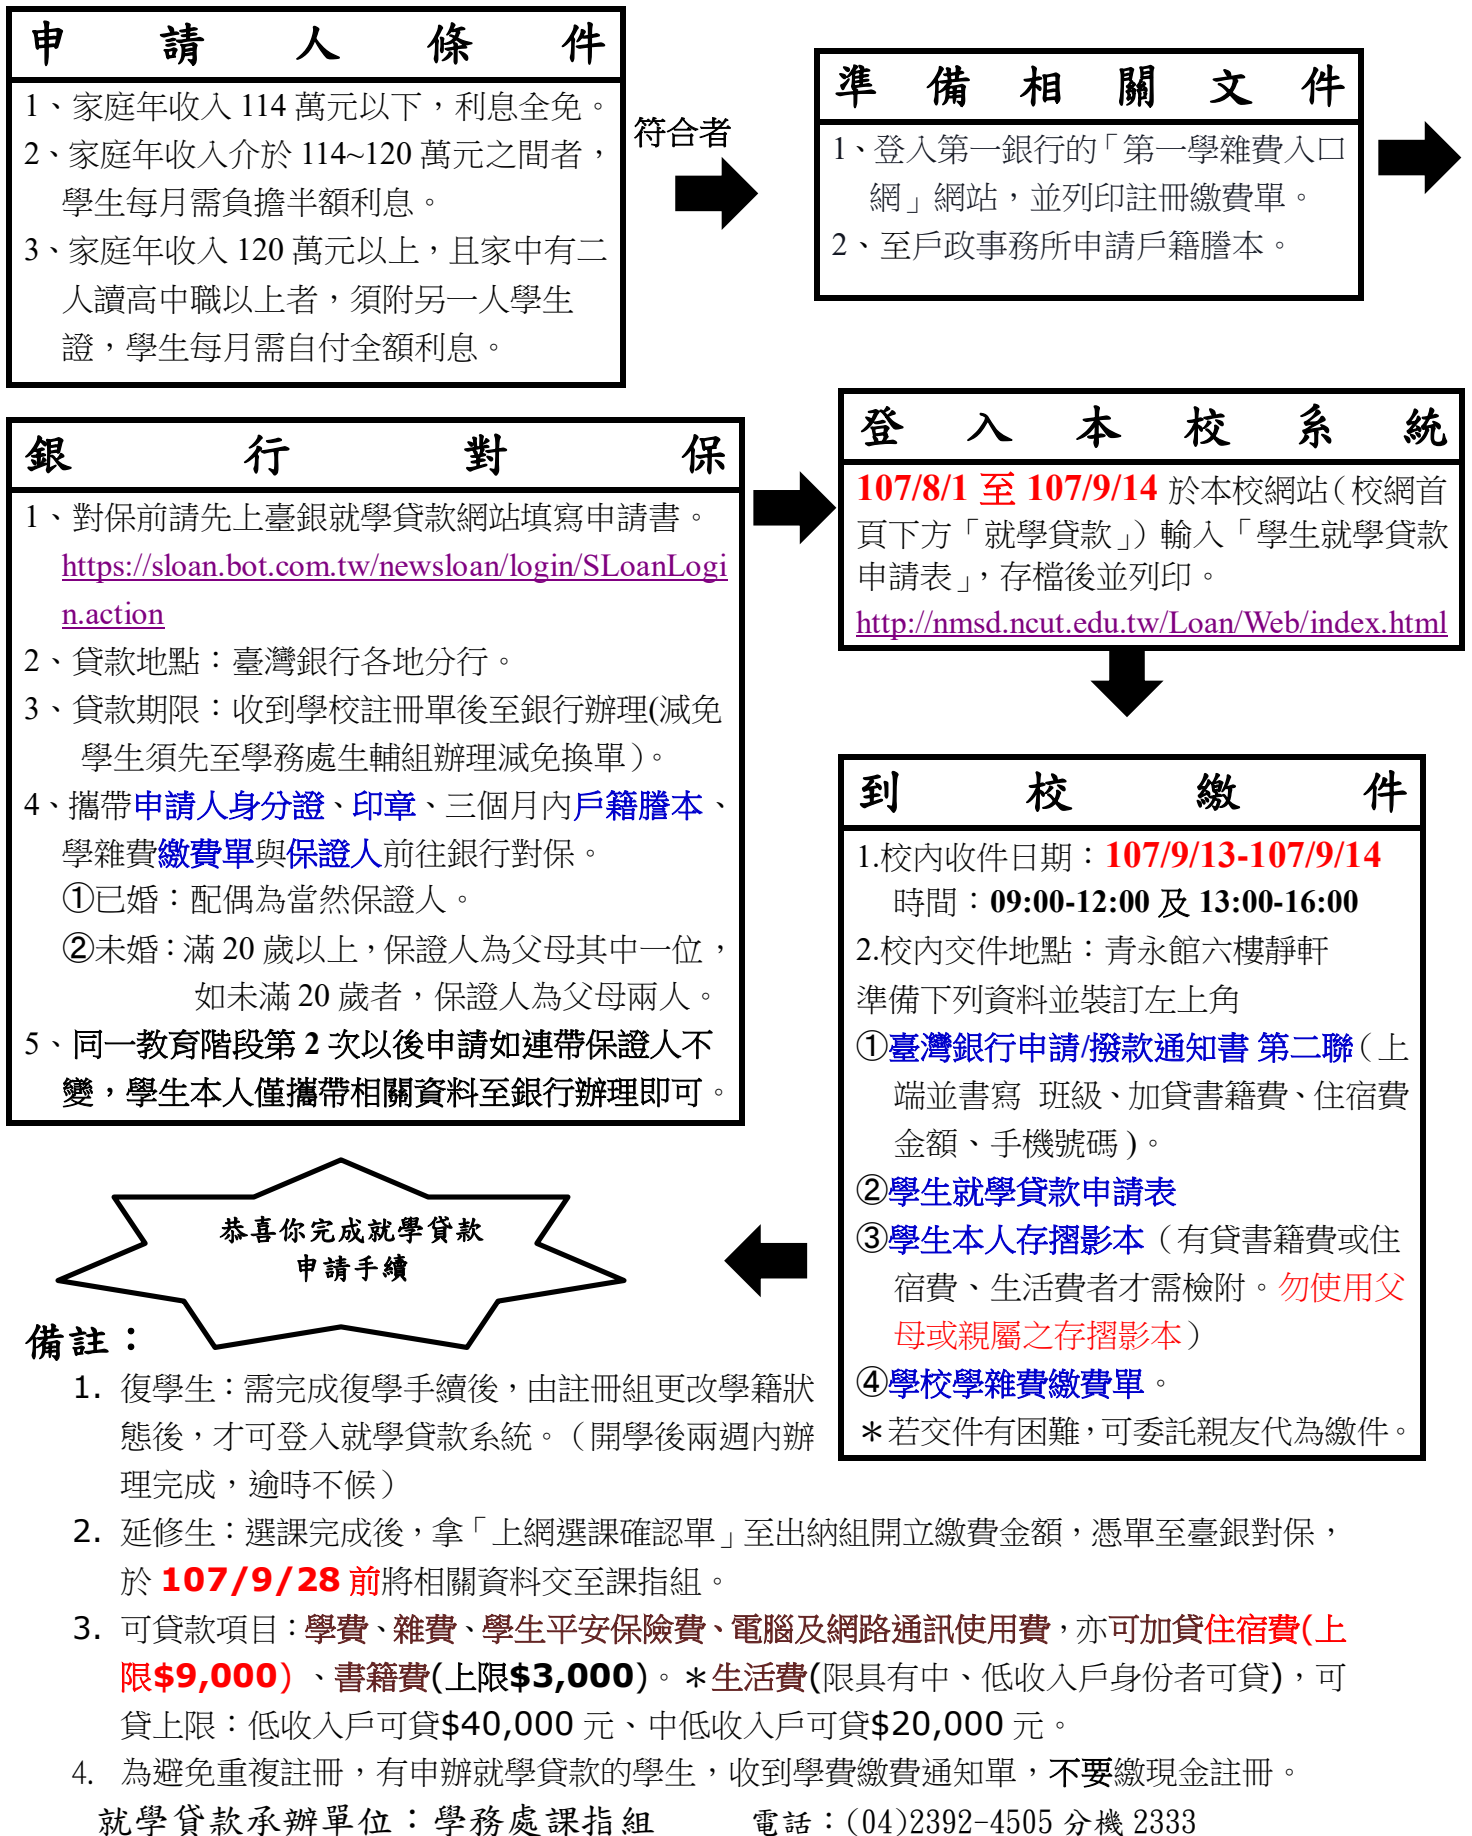 申請人條件
1、家庭年收入 114 萬元以下，利息全免。
2、家庭年收入介於 114~120 萬元之間者，
學生每月需負擔半額利息。
3、家庭年收入 120 萬元以上，且家中有二
人讀高中職以上者，須附另一人學生
證，學生每月需自付全額利息。
符合者
準備相關文件
1、登入第一銀行的「第一學雜費入口
網」網站，並列印註冊繳費單。
2、至戶政事務所申請戶籍謄本。
銀行對保
1、對保前請先上臺銀就學貸款網站填寫申請書。
https://sloan.bot.com.tw/newsloan/login/SLoanLogi
n.action
2、貸款地點：臺灣銀行各地分行。
3、貸款期限：收到學校註冊單後至銀行辦理(減免
學生須先至學務處生輔組辦理減免換單)。
4、攜帶申請人身分證、印章、三個月內戶籍謄本、
學雜費繳費單與保證人前往銀行對保。
①已婚：配偶為當然保證人。
②未婚：滿 20 歲以上，保證人為父母其中一位，
如未滿 20 歲者，保證人為父母兩人。
5、同一教育階段第 2 次以後申請如連帶保證人不
變，學生本人僅攜帶相關資料至銀行辦理即可。
登入本校系統
107/8/1 至 107/9/14 於本校網站(校網首
頁下方「就學貸款」) 輸入「學生就學貸款
申請表」，存檔後並列印。
http://nmsd.ncut.edu.tw/Loan/Web/index.html
到校繳件
1.校內收件日期：107/9/13-107/9/14
時間：09:00-12:00 及 13:00-16:00
2.校內交件地點：青永館六樓靜軒
準備下列資料並裝訂左上角
①臺灣銀行申請/撥款通知書 第二聯(上
端並書寫 班級、加貸書籍費、住宿費
金額、手機號碼)。
②學生就學貸款申請表
③學生本人存摺影本（有貸書籍費或住
宿費、生活費者才需檢附。勿使用父
母或親屬之存摺影本）
④學校學雜費繳費單。
＊若交件有困難，可委託親友代為繳件。
恭喜你完成就學貸款
申請手續
備註：
1. 復學生：需完成復學手續後，由註冊組更改學籍狀
態後，才可登入就學貸款系統。（開學後兩週內辦
理完成，逾時不候）
2. 延修生：選課完成後，拿「上網選課確認單」至出納組開立繳費金額，憑單至臺銀對保，
於 107/9/28 前將相關資料交至課指組。
3. 可貸款項目：學費、雜費、學生平安保險費、電腦及網路通訊使用費，亦可加貸住宿費(上
限$9,000) 、書籍費(上限$3,000)。＊生活費(限具有中、低收入戶身份者可貸)，可
貸上限：低收入戶可貸$40,000 元、中低收入戶可貸$20,000 元。
4. 為避免重複註冊，有申辦就學貸款的學生，收到學費繳費通知單，不要繳現金註冊。
就學貸款承辦單位：學務處課指組 電話：(04)2392-4505 分機 2333